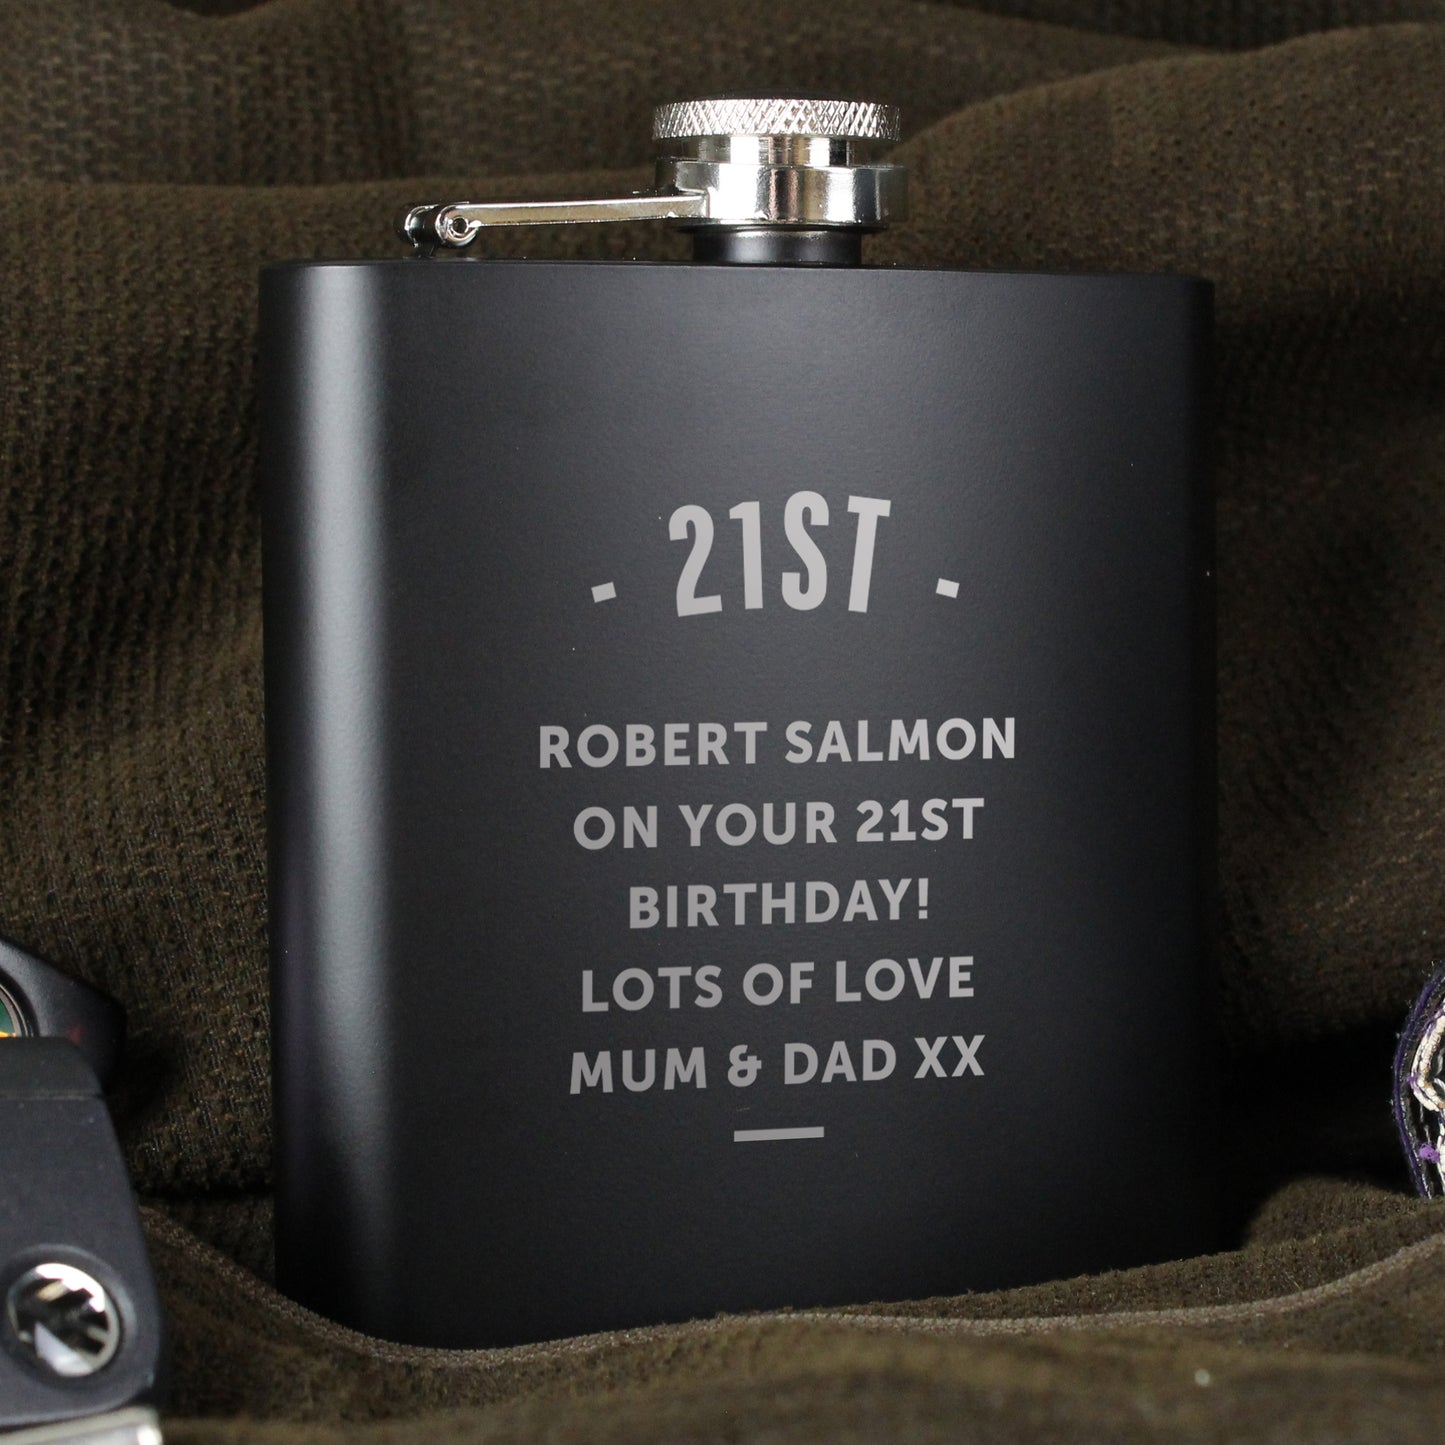 - 21ST -
ROBERT SALMON
ON YOUR 21ST
BIRTHDAY!
LOTS OF LOVE
MUM & DAD XX